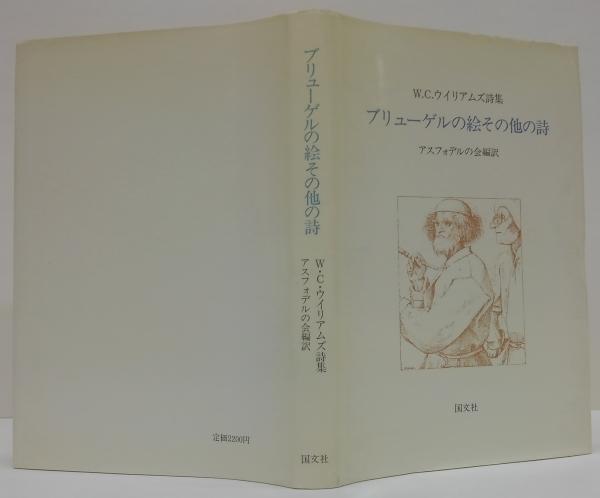 W.C.ウイリアムズ詩集
ブリューゲルの絵その他の詩
アスフォデルの会編訳
国文社
ブリューゲルの絵その他の詩
W・C・ウイリアムズ詩集
アスフォデルの会編訳
国文社
定価2200円